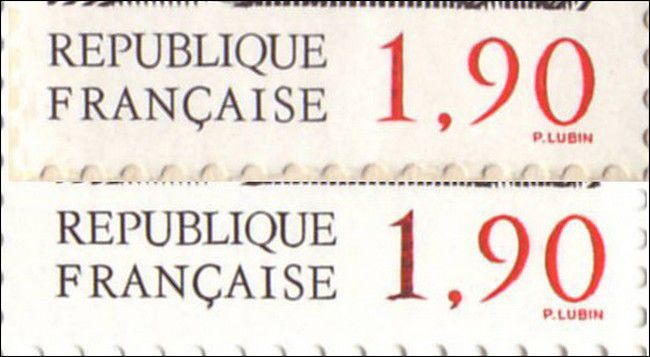 REPUBLIQUE
FRANÇAISE
1,90
P.LUBIN
REPUBLIQUE
FRANÇAISE
1,90
P.LUBIN